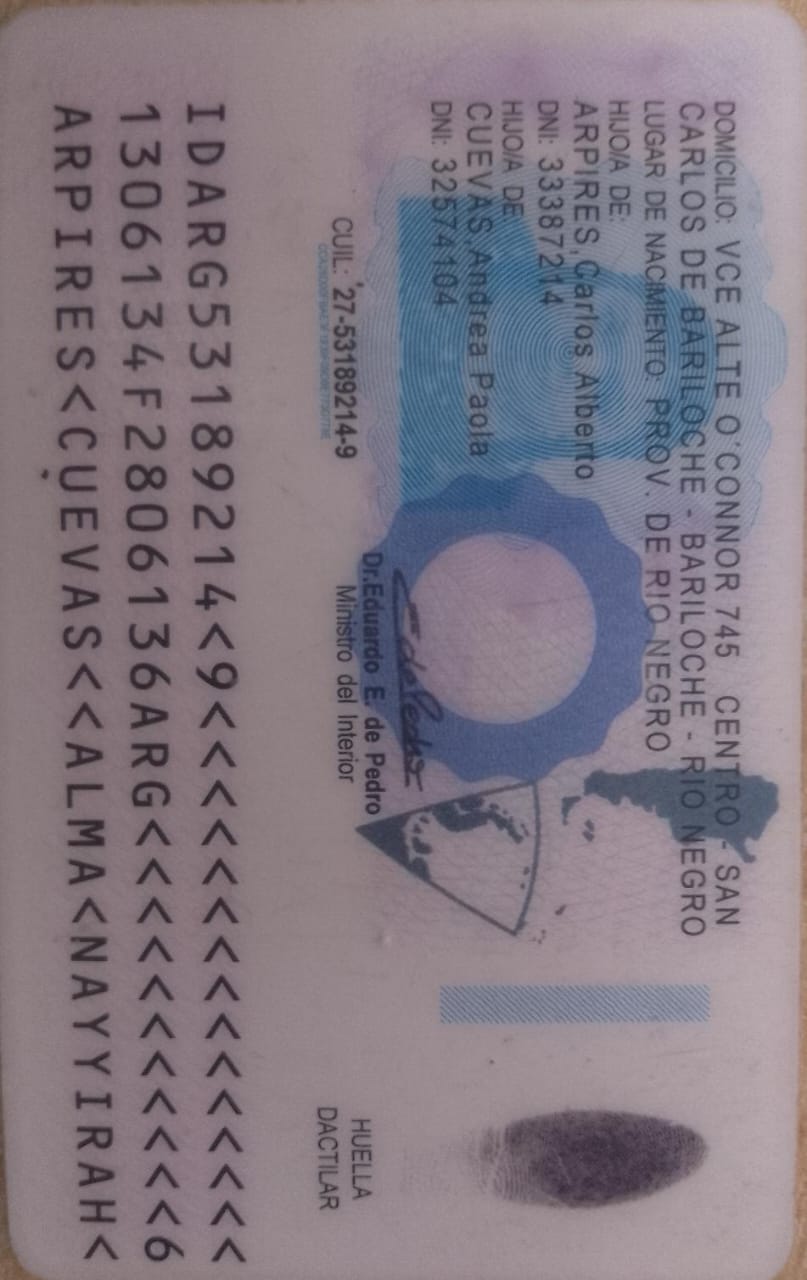 DOMICILIO: VCE ALTE O'CONNOR 745 CENTRO - SAN
CARLOS DE BARILOCHE - BARILOCHE - RIO NEGRO
LUGAR DE NACIMIENTO: PROV. DE RIO NEGRO
HIJO/A DE:
ARPIRES,Carlos Alberto
DNI: 33387214
HIJO/A DE
CUEVAS,Andrea Paola
DNI: 32574104
CUIL: 27-53189214-9
Dr.Eduardo E. de Pedro
Ministro del Interior
HUELLA
DACTILAR
IDARG53189214<9<<<<<<<<<<<<<<<
1306134F2806136ARG<<<<<<<<<<<6
ARPIRES<CUEVAS<<ALMA<NAYYIRAH<